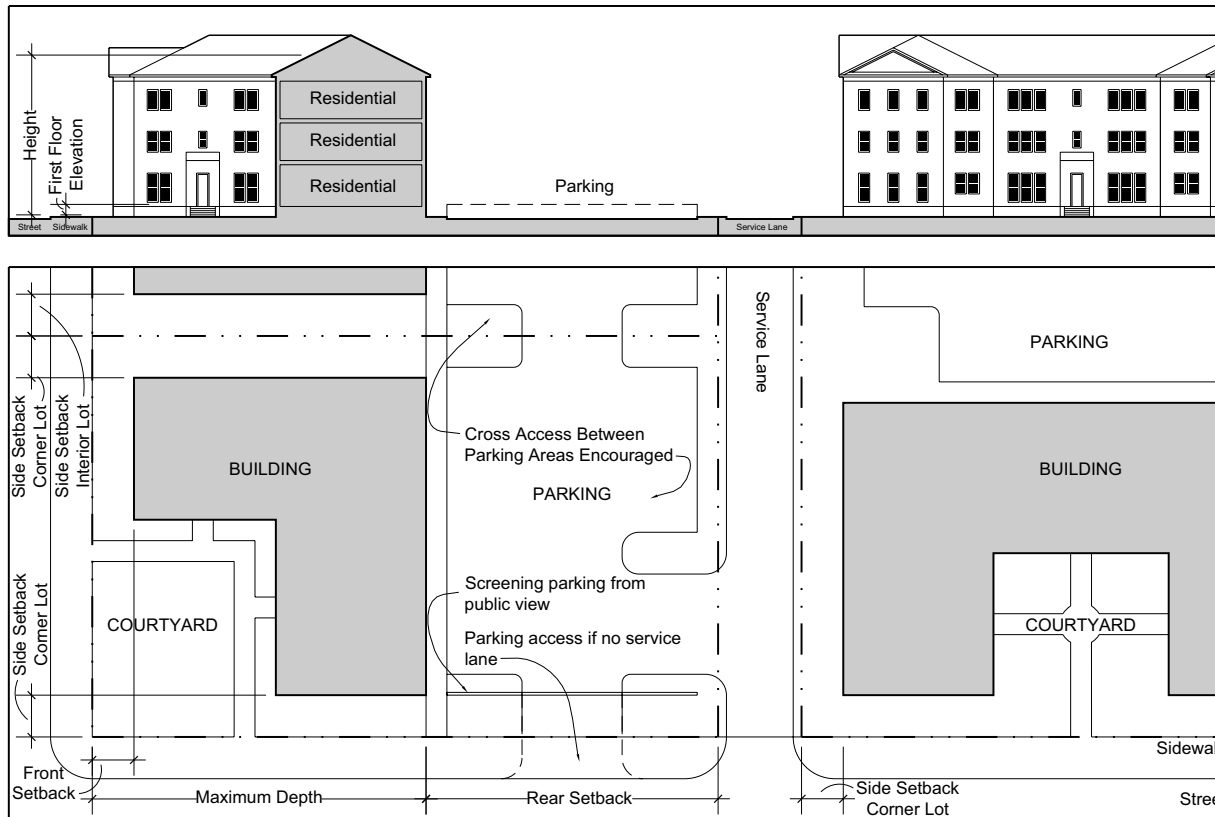 Height
First Floor
Elevation
Residential
Residential
Residential
Parking
Street
Sidewalk
Service Lane
Side Setback
Corner Lot
Side Setback
Interior Lot
Service Lane
PARKING
BUILDING
Cross Access Between
Parking Areas Encouraged
PARKING
BUILDING
Side Setback
Corner Lot
COURTYARD
Screening parking from
public view
Parking access if no service
lane
COURTYARD
Sidewal
Front
Setback
Maximum Depth
Rear Setback
Side Setback
Corner Lot
Stree